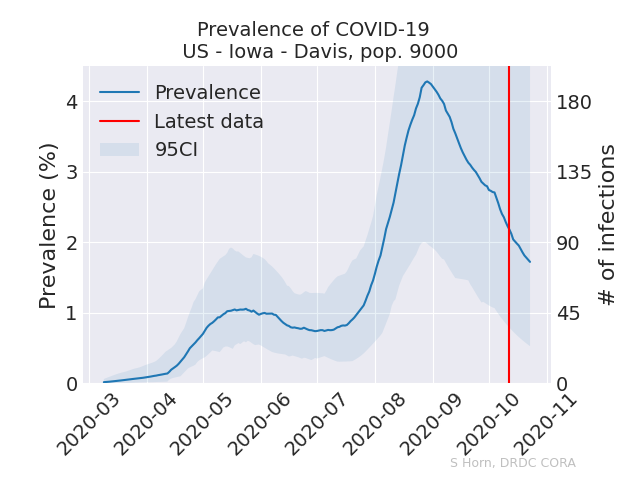 Prevalence of COVID-19
US - Iowa - Davis, pop. 9000
Prevalence
Latest data
95CI
Prevalence (%)
4
3
2
1
0
180
135
90
45
0
# of infections
2020-03
2020-04
2020-05
2020-06
2020-07
2020-08
2020-09
2020-10
2020-11
S Horn, DRDC CORA